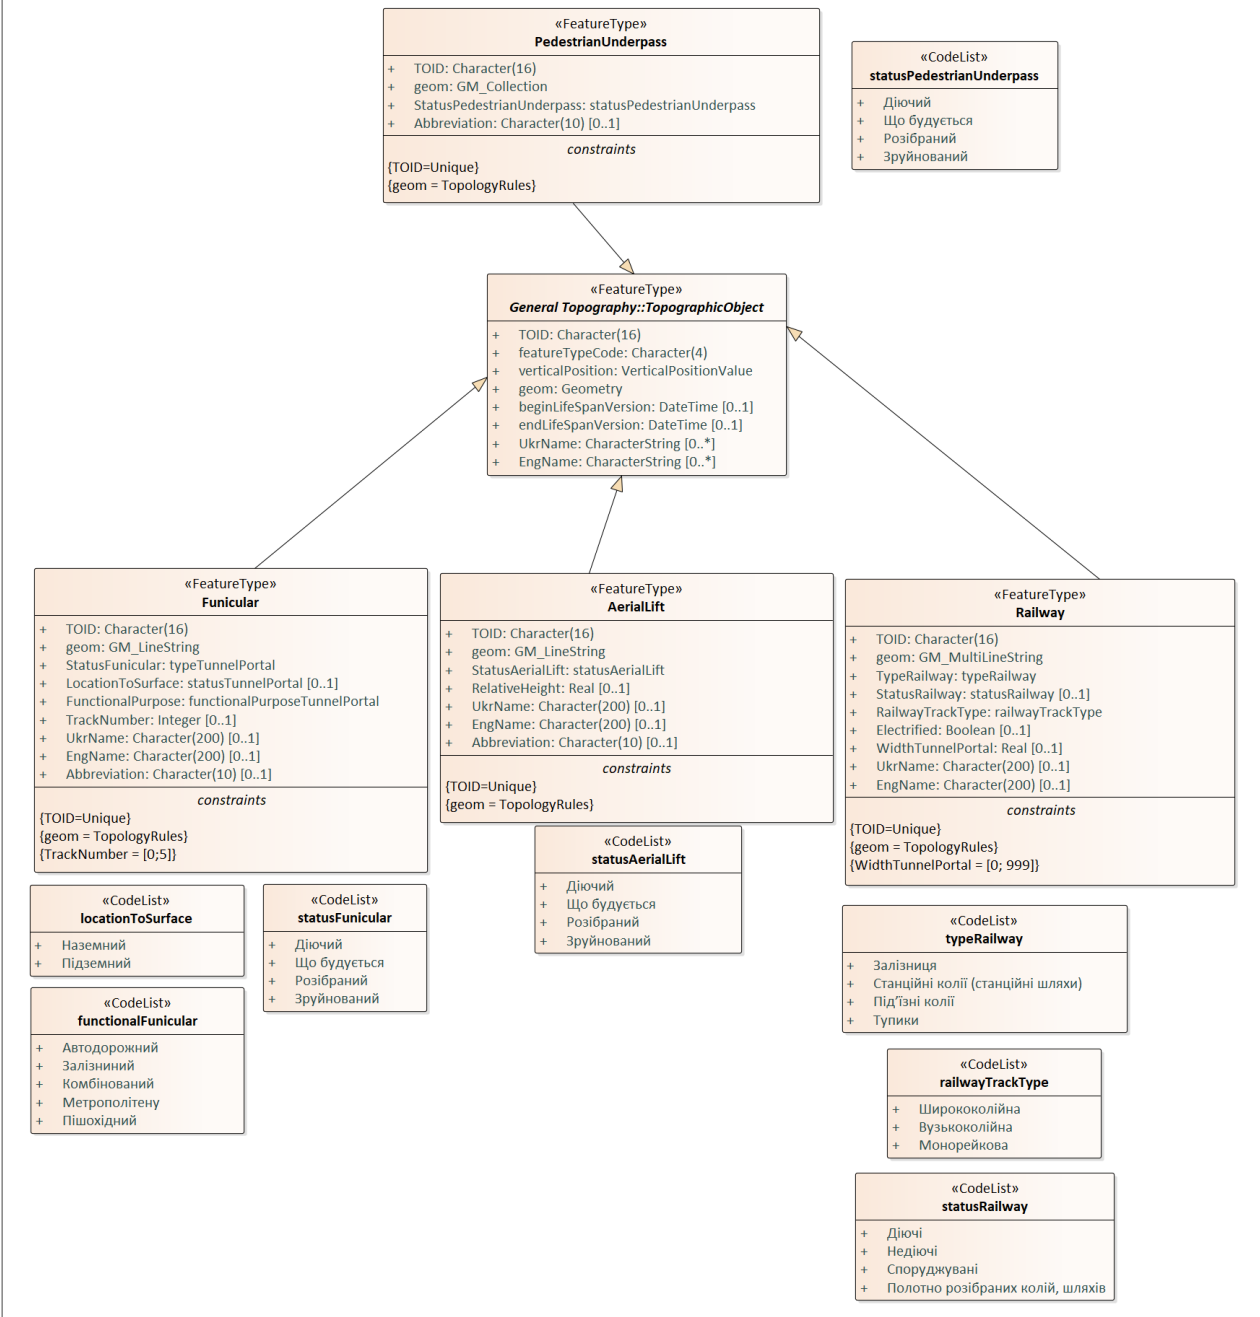 «FeatureType»
PedestrianUnderpass
+ TOID: Character(16)
+ geom: GM_Collection
+ StatusPedestrianUnderpass: statusPedestrianUnderpass
+ Abbreviation: Character(10) [0..1]
constraints
{TOID=Unique}
{geom = TopologyRules}
«CodeList»
statusPedestrianUnderpass
+ Діючий
+ Що будується
+ Розібраний
+ Зруйнований
«FeatureType»
General Topography::TopographicObject
+ TOID: Character(16)
+ featureTypeCode: Character(4)
+ verticalPosition: VerticalPositionValue
+ geom: Geometry
+ beginLifeSpanVersion: DateTime [0..1]
+ endLifeSpanVersion: DateTime [0..1]
+ UkrName: CharacterString [0..*]
+ EngName: CharacterString [0..*]
«FeatureType»
Funicular
+ TOID: Character(16)
+ geom: GM_LineString
+ StatusFunicular: typeTunnelPortal
+ LocationToSurface: statusTunnelPortal [0..1]
+ FunctionalPurpose: functionalPurposeTunnelPortal
+ TrackNumber: Integer [0..1]
+ UkrName: Character(200) [0..1]
+ EngName: Character(200) [0..1]
+ Abbreviation: Character(10) [0..1]
constraints
{TOID=Unique}
{geom = TopologyRules}
{TrackNumber = [0;5]}
«FeatureType»
AerialLift
+ TOID: Character(16)
+ geom: GM_LineString
+ StatusAerialLift: statusAerialLift
+ RelativeHeight: Real [0..1]
+ UkrName: Character(200) [0..1]
+ EngName: Character(200) [0..1]
+ Abbreviation: Character(10) [0..1]
constraints
{TOID=Unique}
{geom = TopologyRules}
«FeatureType»
Railway
+ TOID: Character(16)
+ geom: GM_MultiLineString
+ TypeRailway: typeRailway
+ StatusRailway: statusRailway [0..1]
+ RailwayTrackType: railwayTrackType
+ Electrified: Boolean [0..1]
+ WidthTunnelPortal: Real [0..1]
+ UkrName: Character(200) [0..1]
+ EngName: Character(200) [0..1]
constraints
{TOID=Unique}
{geom = TopologyRules}
{WidthTunnelPortal = [0; 999]}
«CodeList»
locationToSurface
+ Наземний
+ Підземний
«CodeList»
statusFunicular
+ Діючий
+ Що будується
+ Розібраний
+ Зруйнований
«CodeList»
functionalFunicular
+ Автодорожний
+ Залізниний
+ Комбінований
+ Метрополітену
+ Пішохідний
«CodeList»
statusAerialLift
+ Діючий
+ Що будується
+ Розібраний
+ Зруйнований
«CodeList»
typeRailway
+ Залізниця
+ Станційні колії (станційні шляхи)
+ Під'їзні колії
+ Тупики
«CodeList»
railwayTrackType
+ Ширококолійна
+ Вузькоколійна
+ Монорейкова
«CodeList»
statusRailway
+ Діючі
+ Недіючі
+ Споруджувані
+ Полотно розібраних колій, шляхів